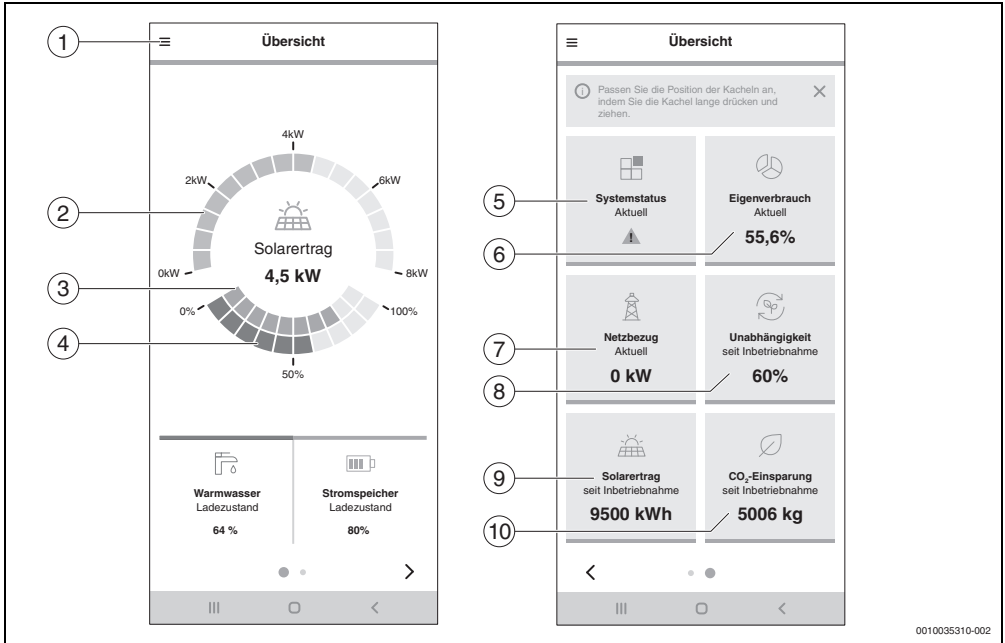 1
Übersicht
4kW
2kW
6kW
2
Solarertrag
4,5 kW
0kW
8kW
3
0%
100%
4
50%
Warmwasser
Ladezustand
64 %
Stromspeicher
Ladezustand
80%
Übersicht
Passen Sie die Position der Kacheln an,
indem Sie die Kachel lange drücken und
ziehen.
5
Systemstatus
Aktuell
Eigenverbrauch
Aktuell
55,6%
6
7
Netzbezug
Aktuell
0 kW
Unabhängigkeit
seit Inbetriebnahme
60%
8
9
Solarertrag
seit Inbetriebnahme
9500 kWh
CO₂-Einsparung
seit Inbetriebnahme
5006 kg
10
0010035310-002